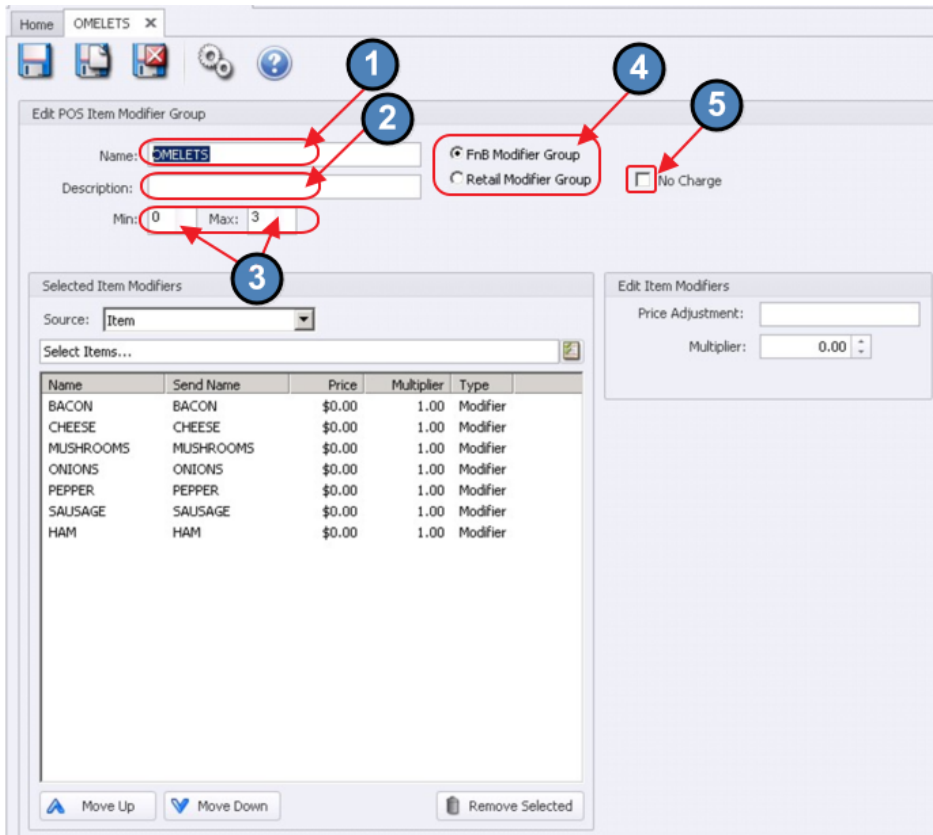 Home OMELETS X
1
4
5
Edit POS Item Modifier Group
2
Name: OMELETS
FnB Modifier Group
Retail Modifier Group
No Charge
Description:
Min: 0 Max: 3
3
Selected Item Modifiers
Edit Item Modifiers
Source: Item
Price Adjustment:
Select Items...
Multiplier: 0.00
Name Send Name Price Multiplier Type
BACON BACON $0.00 1.00 Modifier
CHEESE CHEESE $0.00 1.00 Modifier
MUSHROOMS MUSHROOMS $0.00 1.00 Modifier
ONIONS ONIONS $0.00 1.00 Modifier
PEPPER PEPPER $0.00 1.00 Modifier
SAUSAGE SAUSAGE $0.00 1.00 Modifier
HAM HAM $0.00 1.00 Modifier
Move Up Move Down Remove Selected